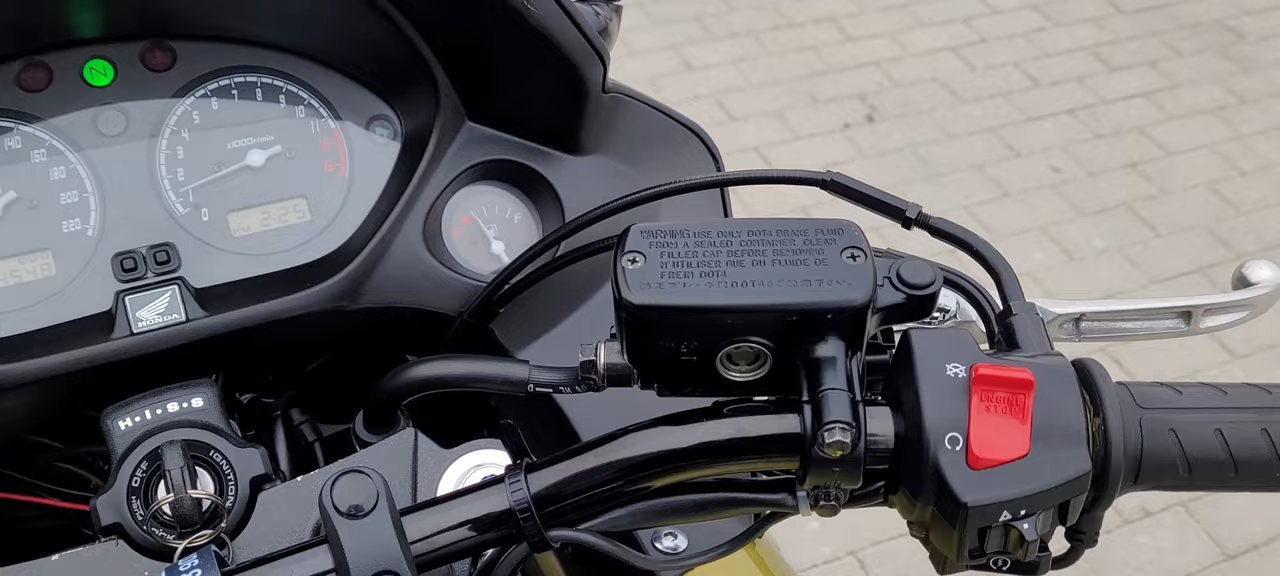 N
140
160
180
200
220
0
1
2
3
4
5
6
7
8
9
10
11
x1000r/min
2:25
F
HONDA
H·I·S·S
OFF
IGNITION
WARNING USE ONLY DOT4 BRAKE FLUID
FROM A SEALED CONTAINER. CLEAN
FILLER CAP BEFORE REMOVING.
N'UTILISER QUE DU FLUIDE DE
FREIN DOT4
ENGINE
STOP